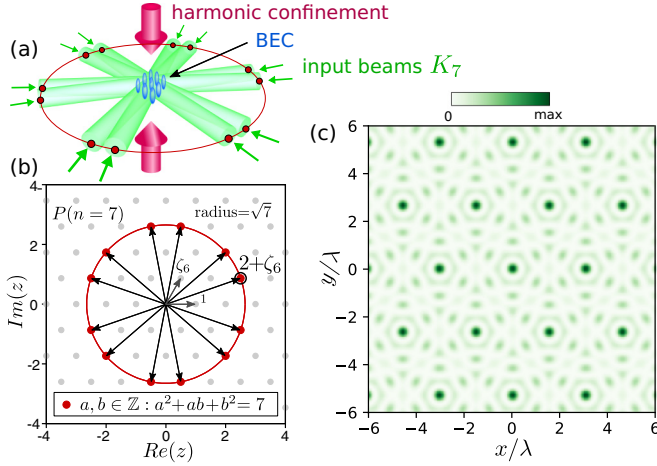 harmonic confinement
(a)
BEC
input beams K₇
(b)
P(n = 7)
radius=√7
ζ₆
2+ζ₆
1
a, b ∈ ℤ : a²+ab+b²= 7
4
2
0
−2
−4
Im(z)
−4
−2
0
2
4
Re(z)
0
max
(c)
6
4
2
0
−2
−4
−6
y/λ
−6
−4
−2
0
2
4
6
x/λ